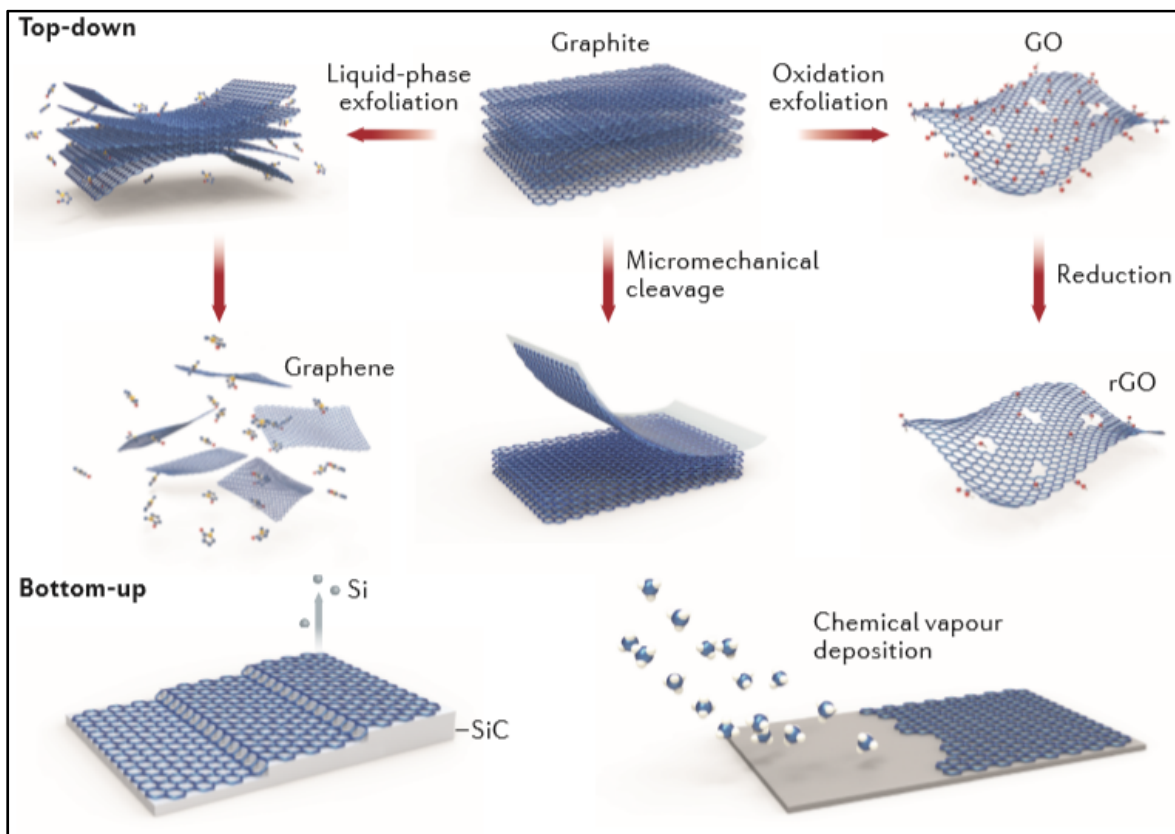 Top-down
Graphite
GO
Liquid-phase
exfoliation
Oxidation
exfoliation
Micromechanical
cleavage
Reduction
Graphene
rGO
Bottom-up
Si
Chemical vapour
deposition
SiC